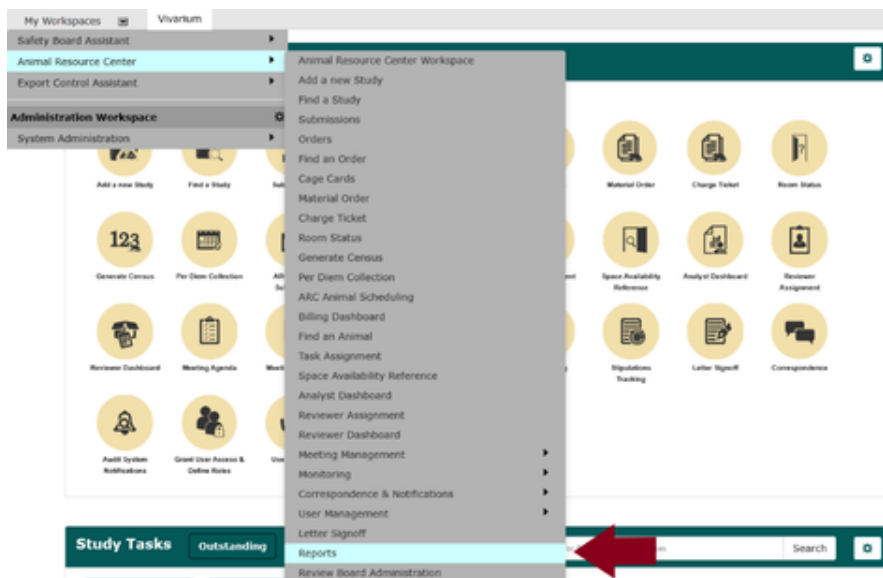 My Workspaces
Vivarium
Safety Board Assistant
Animal Resource Center
Export Control Assistant
Administration Workspace
System Administration
Animal Resource Center Workspace
Add a new Study
Find a Study
Submissions
Orders
Find an Order
Cage Cards
Material Order
Charge Ticket
Room Status
Generate Census
Per Diem Collection
ARC Animal Scheduling
Billing Dashboard
Find an Animal
Task Assignment
Space Availability Reference
Analyst Dashboard
Reviewer Assignment
Reviewer Dashboard
Meeting Management
Monitoring
Correspondence & Notifications
User Management
Letter Signoff
Reports
Review Board Administration
Add a new Study
Find a Study
Material Order
Charge Ticket
Room Status
123
Generate Census
Per Diem Collection
Space Availability
Reference
Analyst Dashboard
Reviewer
Assignment
Reviewer Dashboard
Meeting Agenda
Stipulations
Tracking
Letter Signoff
Correspondence
Audit System
Notifications
Grant User Access &
Define Roles
Study Tasks
Outstanding
Search